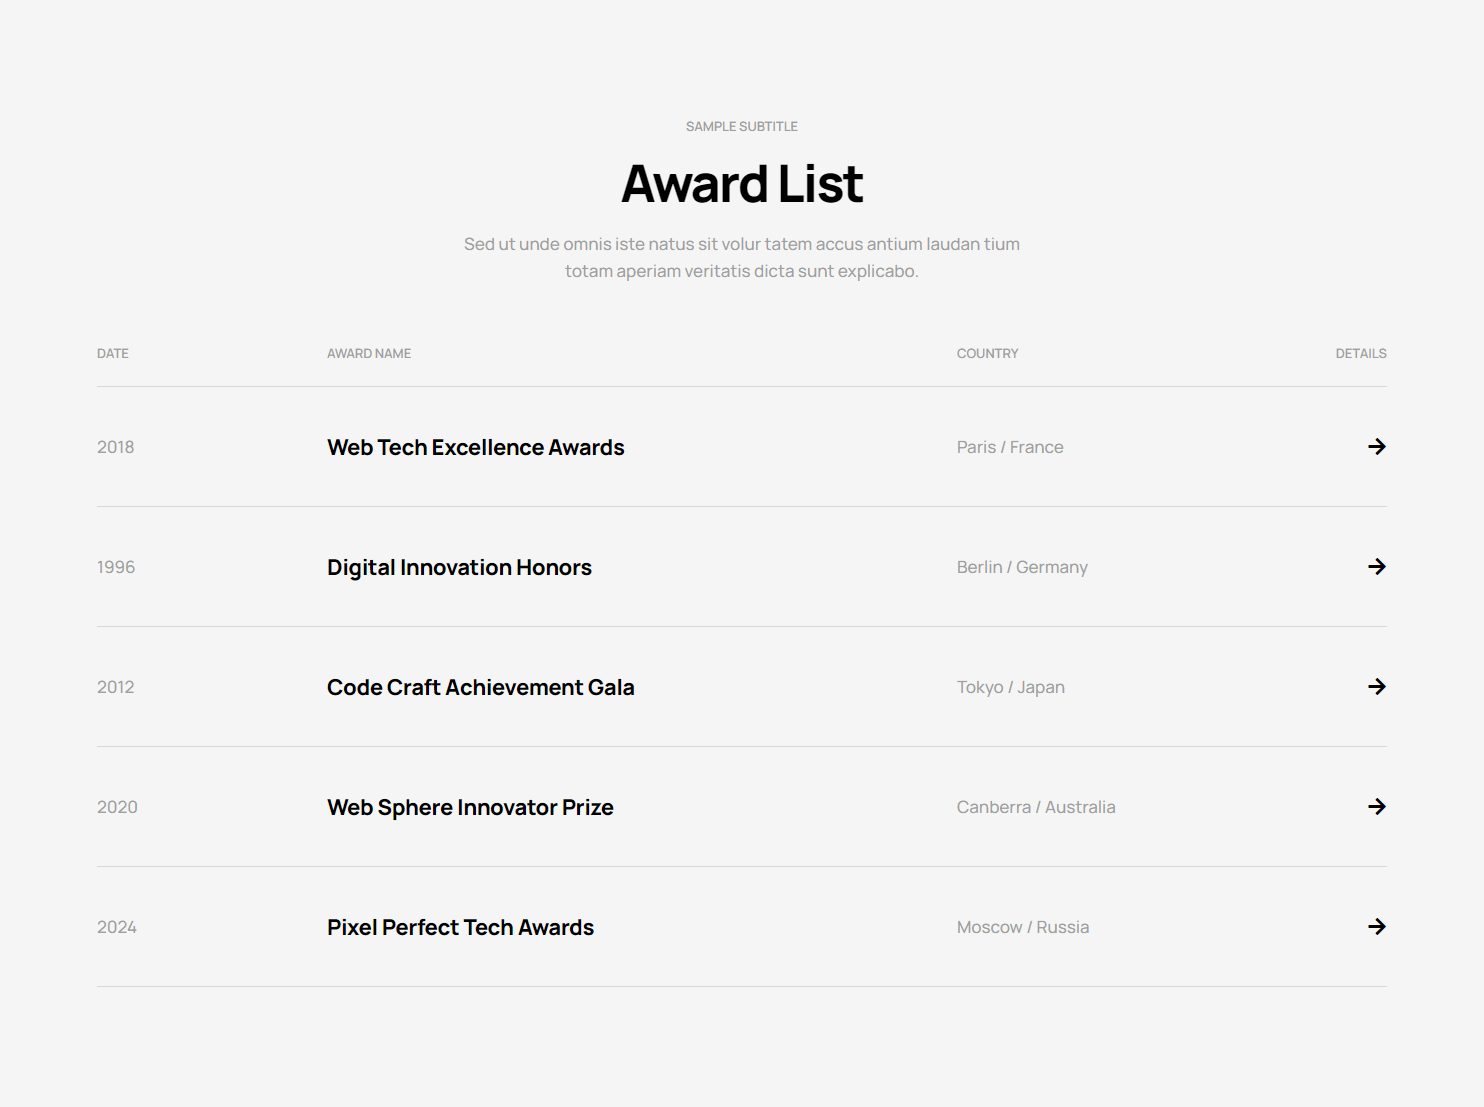 SAMPLE SUBTITLE
Award List
Sed ut unde omnis iste natus sit volur tatem accus antium laudan tium
totam aperiam veritatis dicta sunt explicabo.
DATE AWARD NAME COUNTRY DETAILS
2018 Web Tech Excellence Awards Paris / France
1996 Digital Innovation Honors Berlin / Germany
2012 Code Craft Achievement Gala Tokyo / Japan
2020 Web Sphere Innovator Prize Canberra / Australia
2024 Pixel Perfect Tech Awards Moscow / Russia